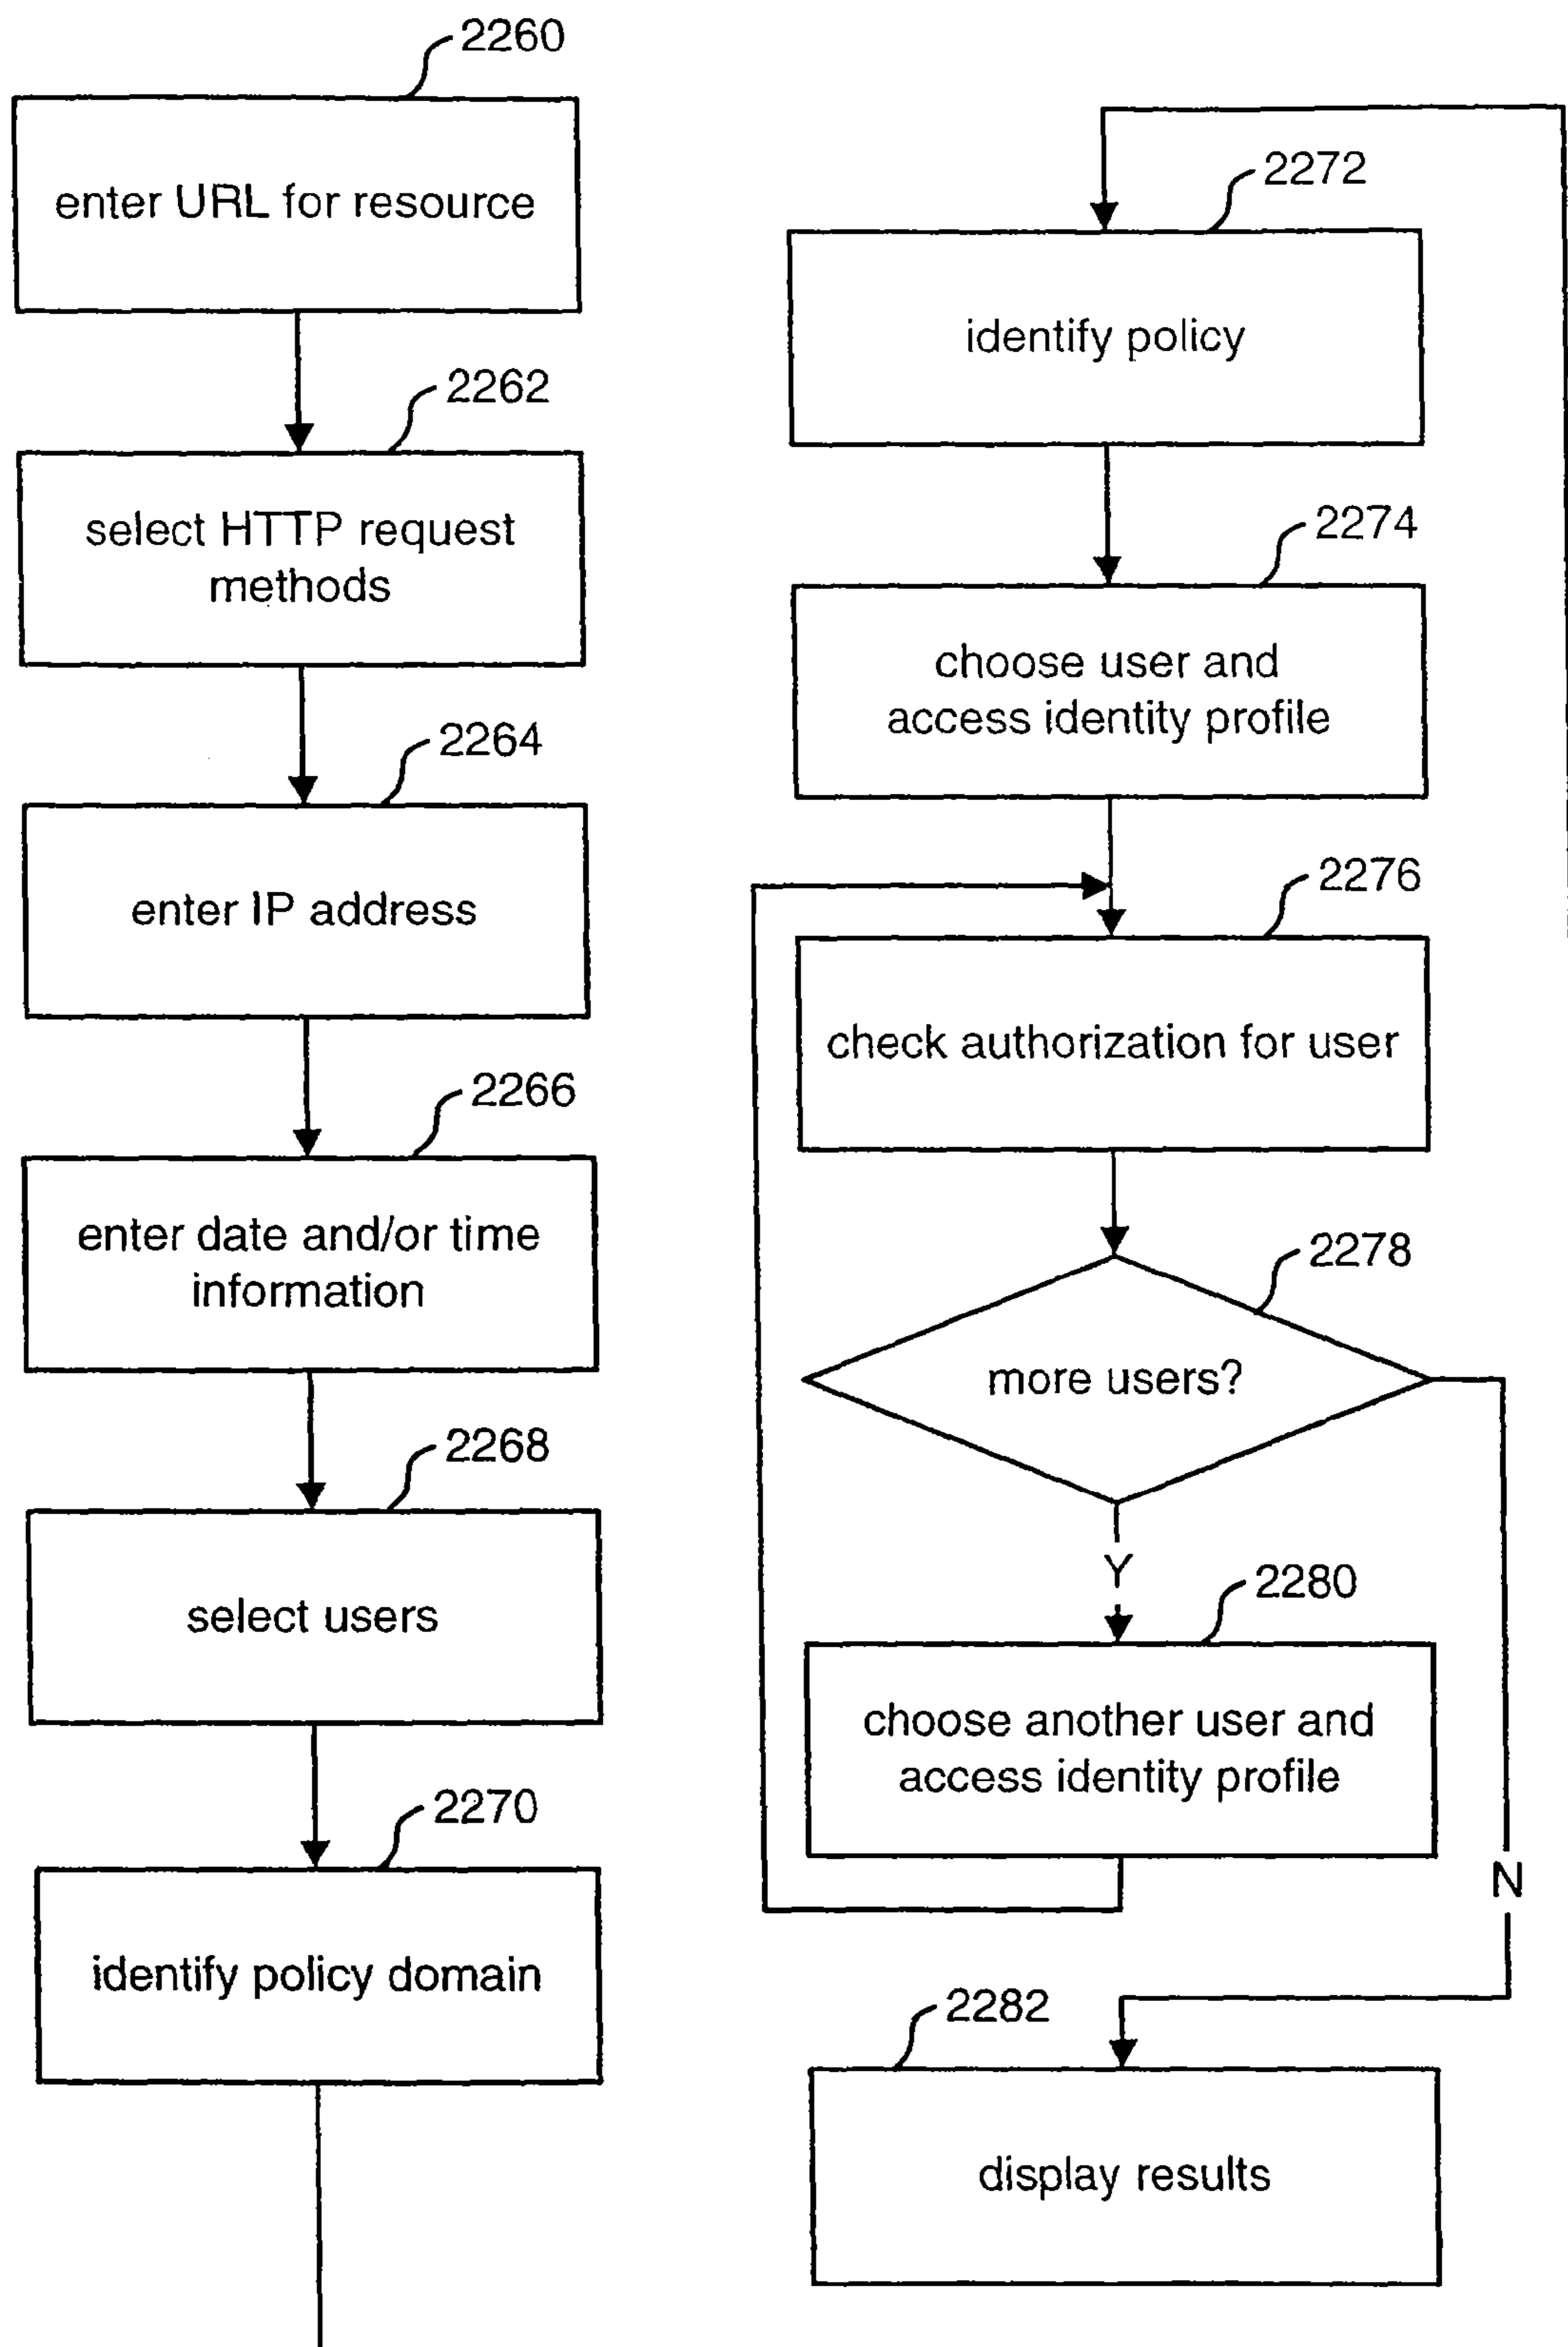 2260
enter URL for resource
2262
select HTTP request
methods
2264
enter IP address
2266
enter date and/or time
information
2268
select users
2270
identify policy domain
2272
identify policy
2274
choose user and
access identity profile
2276
check authorization for user
2278
more users?
Y
2280
choose another user and
access identity profile
N
2282
display results